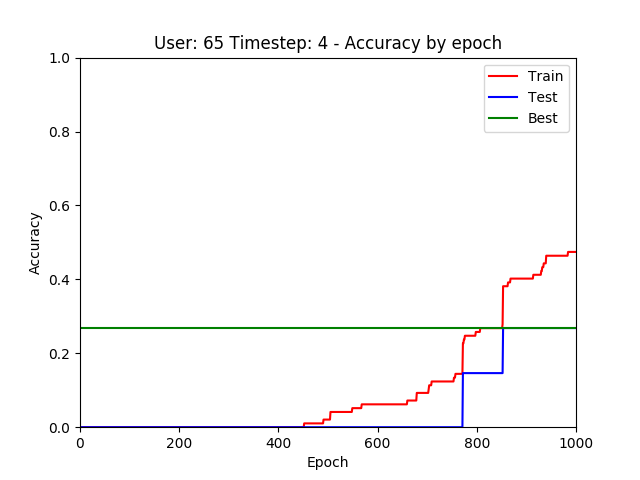 User: 65 Timestep: 4 - Accuracy by epoch
1.0
0.8
0.6
0.4
0.2
0.0
Accuracy
Train
Test
Best
0 200 400 600 800 1000
Epoch